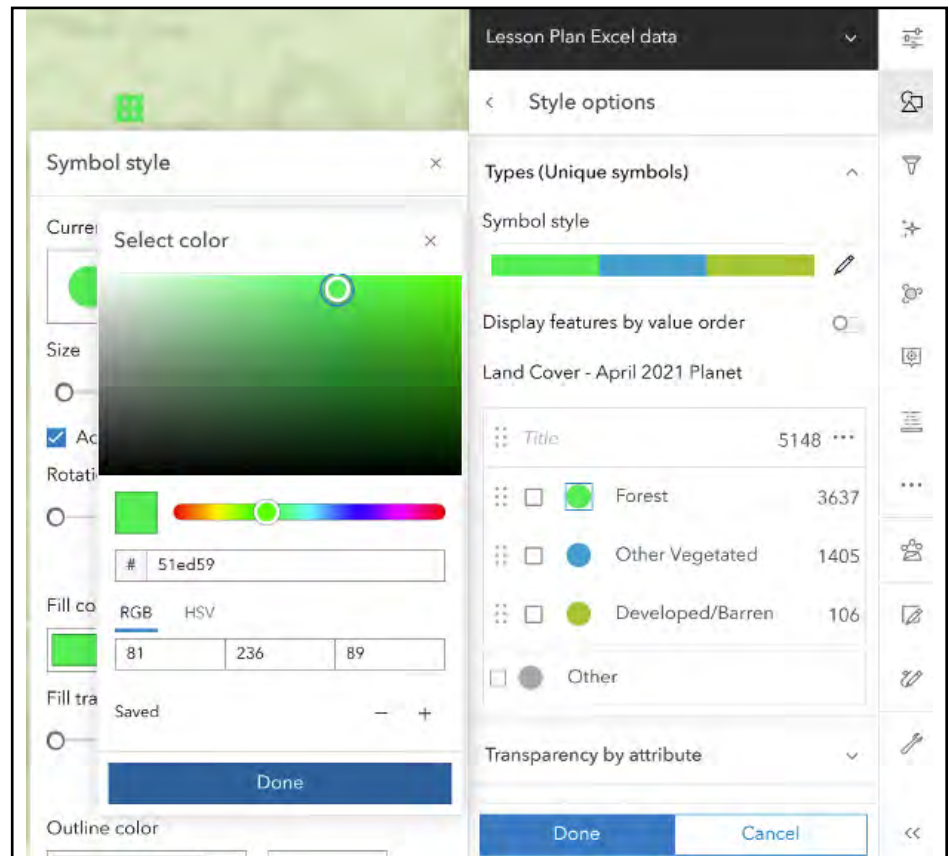 Lesson Plan Excel data
Style options
Types (Unique symbols)
Symbol style
Display features by value order
Land Cover - April 2021 Planet
Title 5148
Forest 3637
Other Vegetated 1405
Developed/Barren 106
Other
Transparency by attribute
Done Cancel
Symbol style
Size
Rotati
Fill co
Fill tra
Outline color
Select color
# 51ed59
RGB HSV
81 236 89
Saved
Done